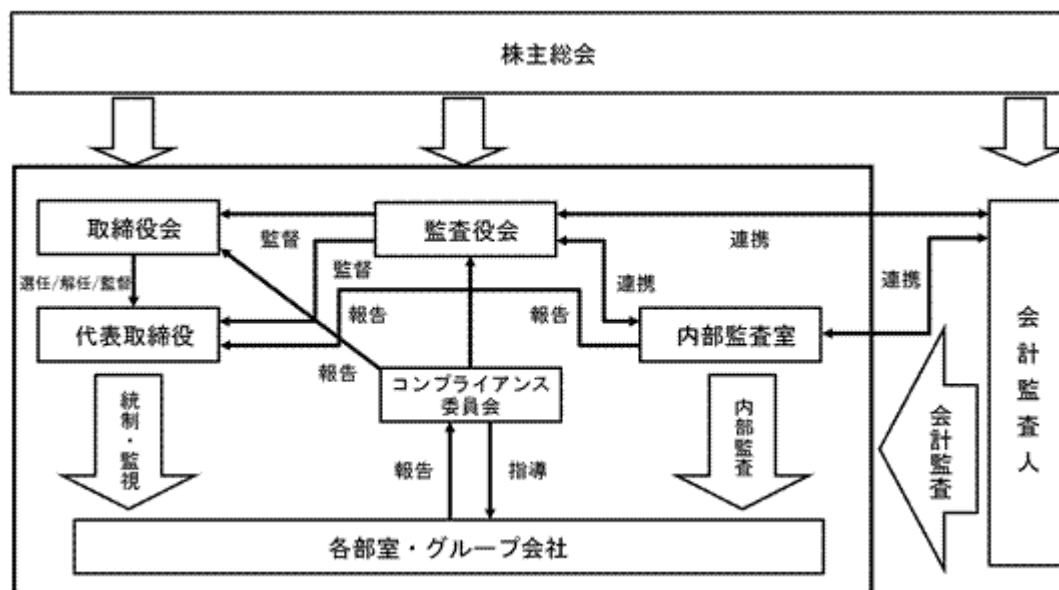 株主総会
取締役会
監査役会
監督
連携
選任/解任/監督
監督
連携
連携
代表取締役
報告
報告
内部監査室
報告
コンプライアンス
委員会
統制・監視
報告
指導
内部監査
会計監査
会計監査人
各部室・グループ会社